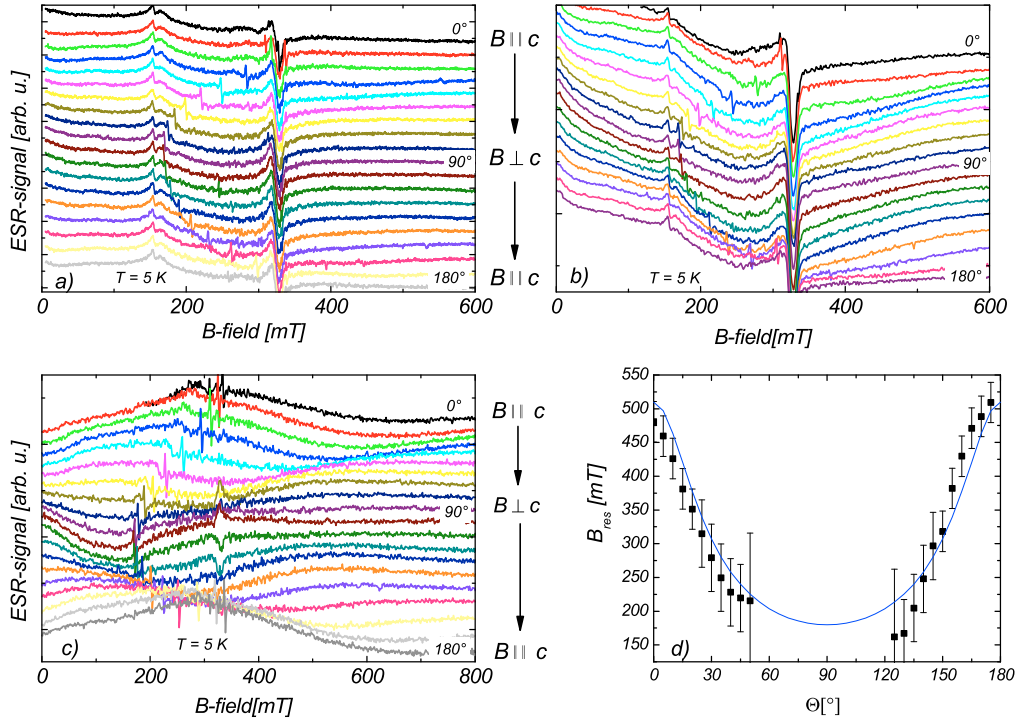 ESR-signal [arb. u.]
0°
90°
180°
a)
T = 5 K
0
200
400
600
B-field [mT]
B || c
B ⊥ c
B || c
0°
90°
180°
b)
T = 5 K
0
200
400
600
B-field[mT]
ESR-signal [arb. u.]
0°
90°
180°
c)
T = 5 K
0
200
400
600
800
B-field[mT]
B || c
B ⊥ c
B || c
B_res [mT]
550
500
450
400
350
300
250
200
150
d)
0
30
60
90
120
150
180
Θ[°]